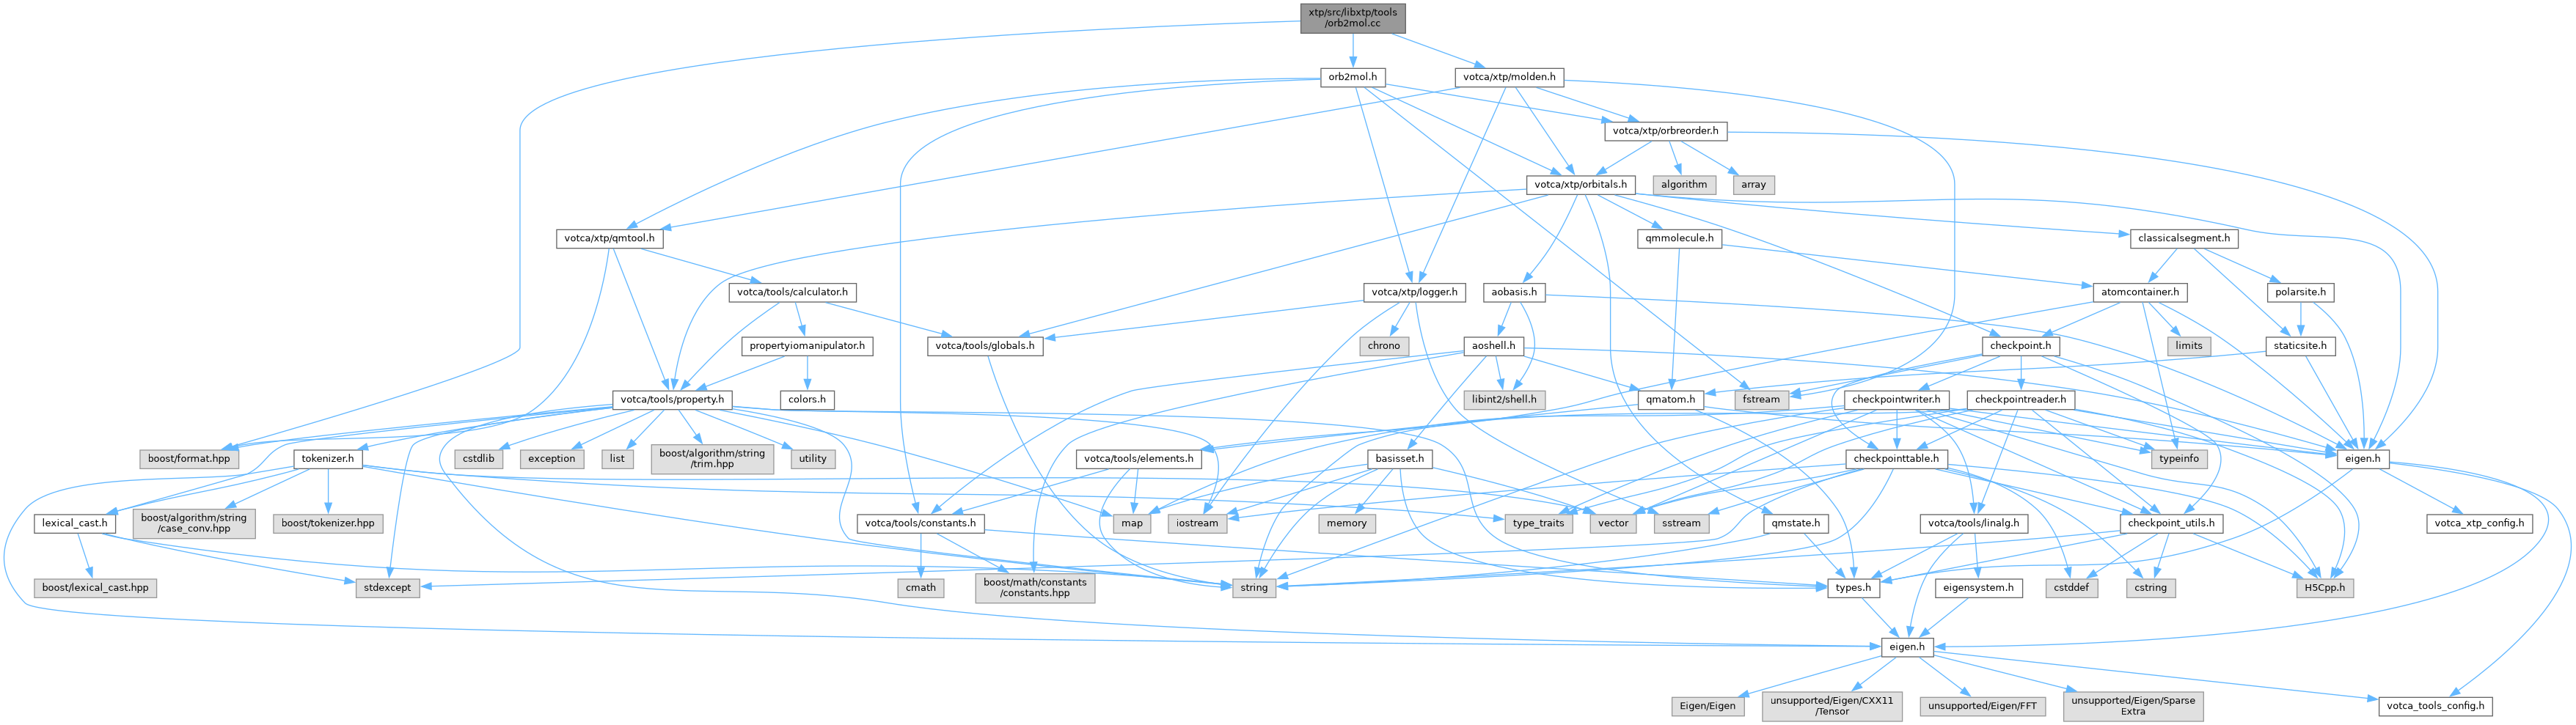 xtp/src/libxtp/tools
/orb2mol.cc
orb2mol.h
votca/xtp/molden.h
votca/xtp/orbreorder.h
votca/xtp/orbitals.h
algorithm
array
votca/xtp/qmtool.h
qmmolecule.h
classicalsegment.h
votca/tools/calculator.h
votca/xtp/logger.h
aobasis.h
atomcontainer.h
polarsite.h
propertyiomanipulator.h
votca/tools/globals.h
chrono
aoshell.h
checkpoint.h
limits
staticsite.h
votca/tools/property.h
colors.h
libint2/shell.h
qmatom.h
fstream
checkpointwriter.h
checkpointreader.h
boost/format.hpp
tokenizer.h
cstdlib
exception
list
boost/algorithm/string
/trim.hpp
utility
votca/tools/elements.h
basisset.h
checkpointtable.h
typeinfo
eigen.h
lexical_cast.h
boost/algorithm/string
/case_conv.hpp
boost/tokenizer.hpp
map
votca/tools/constants.h
iostream
memory
type_traits
vector
sstream
qmstate.h
votca/tools/linalg.h
checkpoint_utils.h
votca_xtp_config.h
boost/lexical_cast.hpp
stdexcept
cmath
boost/math/constants
/constants.hpp
string
types.h
eigensystem.h
cstddef
cstring
H5Cpp.h
eigen.h
Eigen/Eigen
unsupported/Eigen/CXX11
/Tensor
unsupported/Eigen/FFT
unsupported/Eigen/Sparse
Extra
votca_tools_config.h